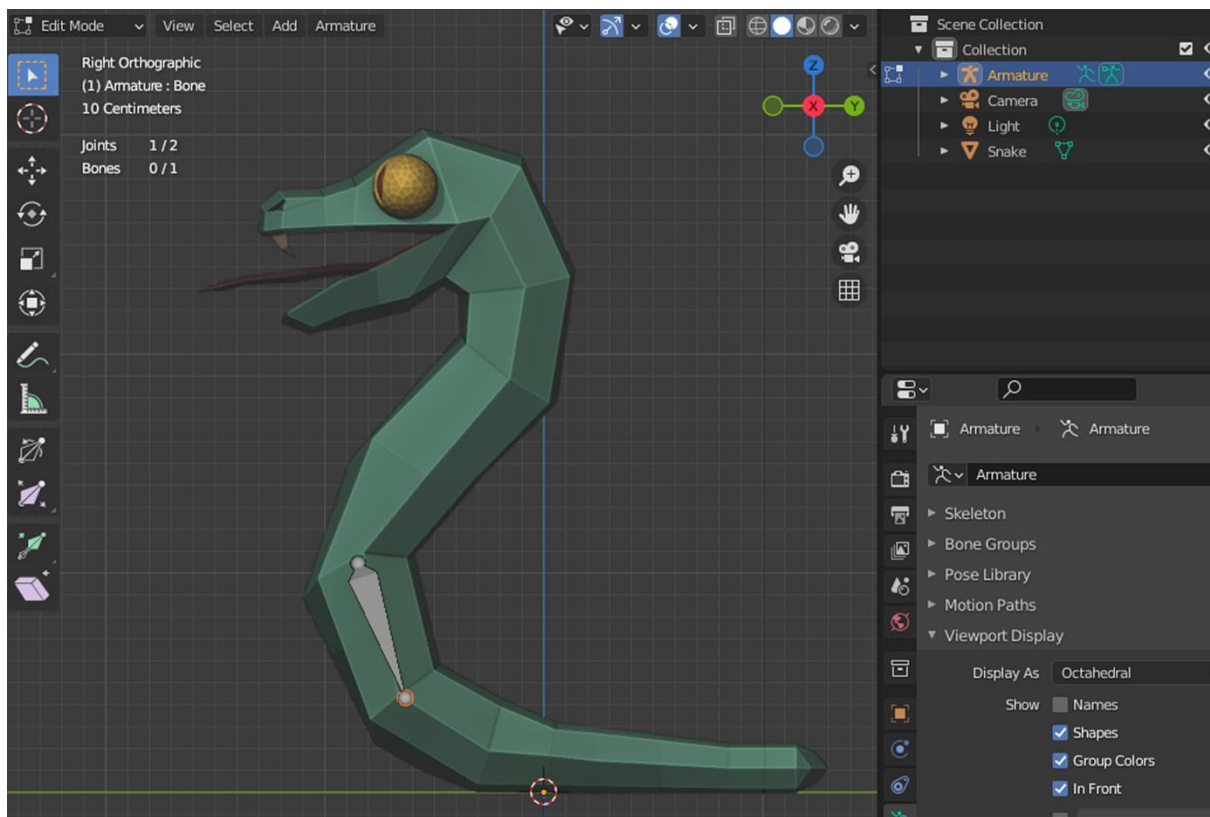 Edit Mode View Select Add Armature
Right Orthographic
(1) Armature : Bone
10 Centimeters
Joints 1 / 2
Bones 0 / 1
Z
X
Y
Scene Collection
Collection
Armature
Camera
Light
Snake
Armature Armature
Armature
Skeleton
Bone Groups
Pose Library
Motion Paths
Viewport Display
Display As Octahedral
Show Names
Shapes
Group Colors
In Front